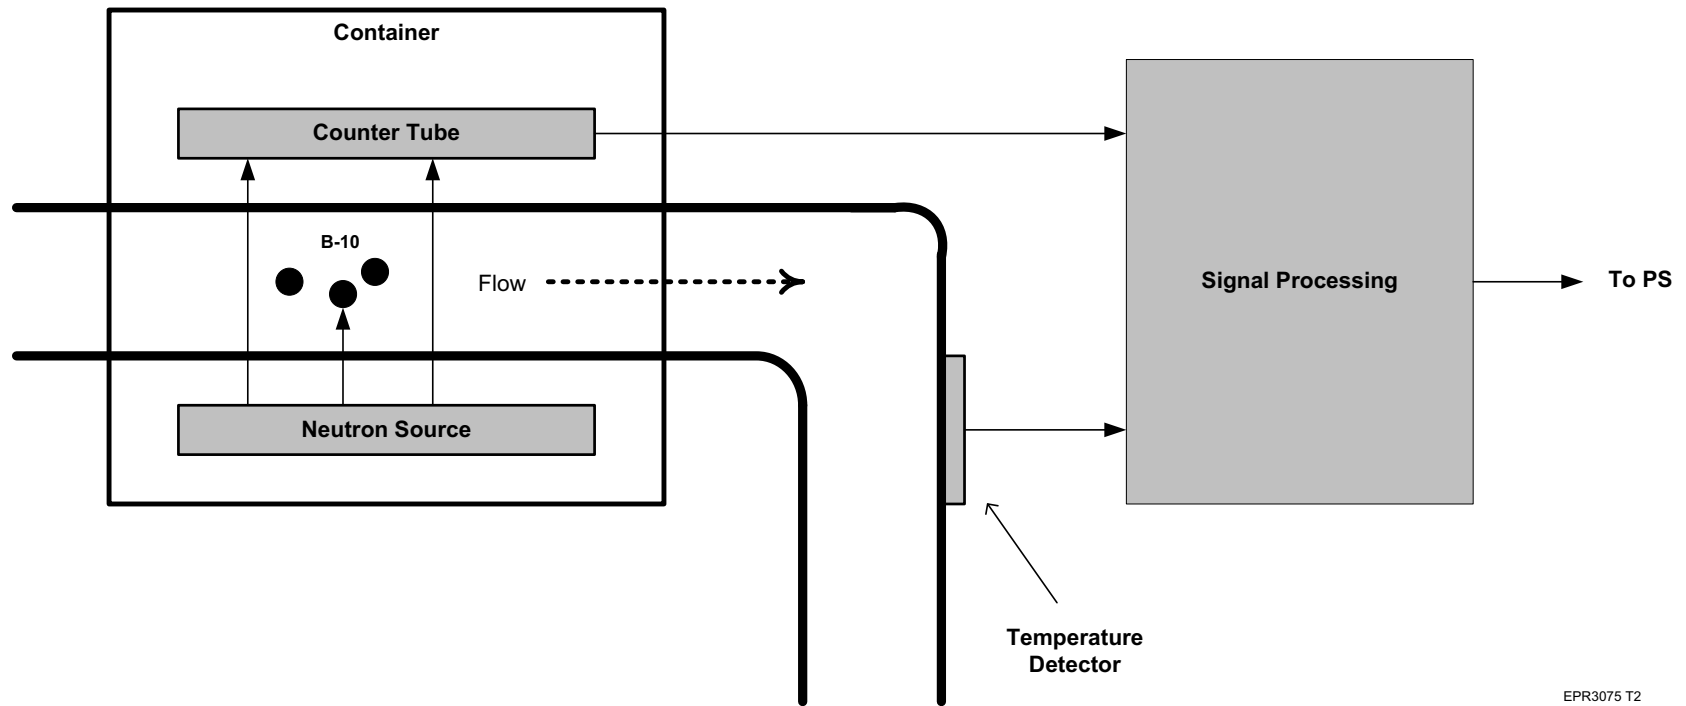 Container
Counter Tube
B-10
Flow
Signal Processing
To PS
Neutron Source
Temperature
Detector
EPR3075 T2